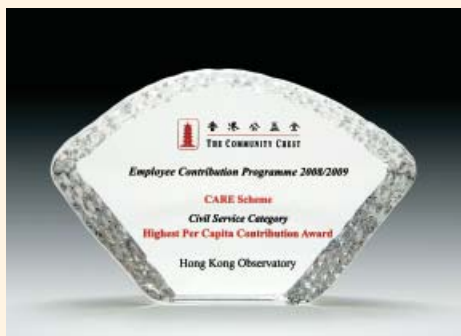 香港公益金
THE COMMUNITY CHEST
Employee Contribution Programme 2008/2009
CARE Scheme
Civil Service Category
Highest Per Capita Contribution Award
Hong Kong Observatory